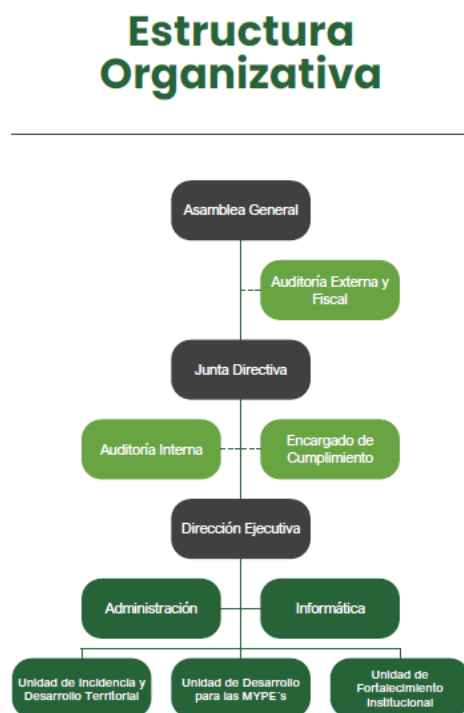 Estructura
Organizativa
Asamblea General
Auditoría Externa y
Fiscal
Junta Directiva
Auditoría Interna
Encargado de
Cumplimiento
Dirección Ejecutiva
Administración
Informática
Unidad de Incidencia y
Desarrollo Territorial
Unidad de Desarrollo
para las MYPE´s
Unidad de
Fortalecimiento
Institucional